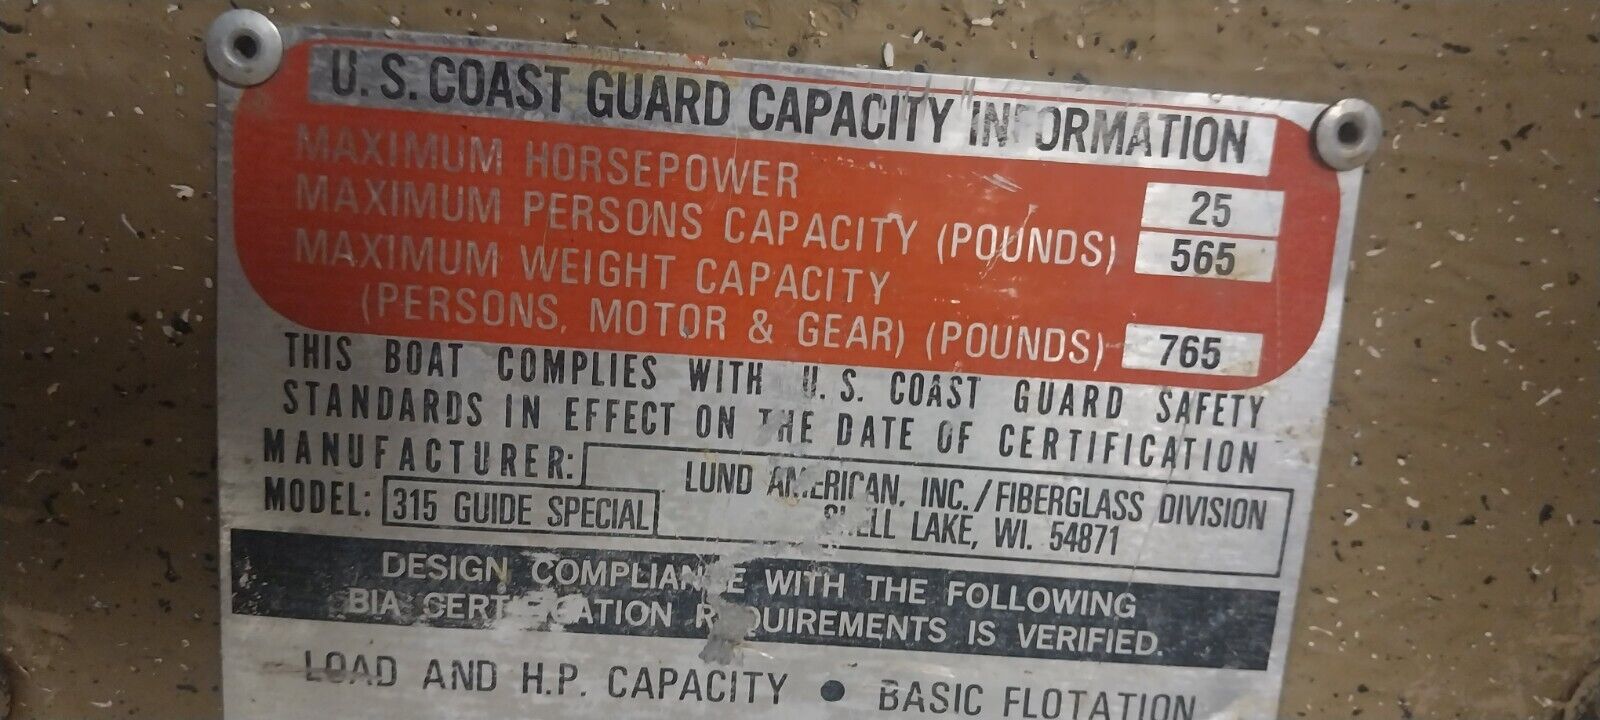 U.S. COAST GUARD CAPACITY INFORMATION
MAXIMUM HORSEPOWER 25
MAXIMUM PERSONS CAPACITY (POUNDS) 565
MAXIMUM WEIGHT CAPACITY
(PERSONS, MOTOR & GEAR) (POUNDS) 765
THIS BOAT COMPLIES WITH U.S. COAST GUARD SAFETY
STANDARDS IN EFFECT ON THE DATE OF CERTIFICATION
MANUFACTURER: LUND AMERICAN, INC./FIBERGLASS DIVISION
MODEL: 315 GUIDE SPECIAL SHELL LAKE, WI. 54871
DESIGN COMPLIANCE WITH THE FOLLOWING
BIA CERTIFICATION REQUIREMENTS IS VERIFIED.
LOAD AND H.P. CAPACITY • BASIC FLOTATION